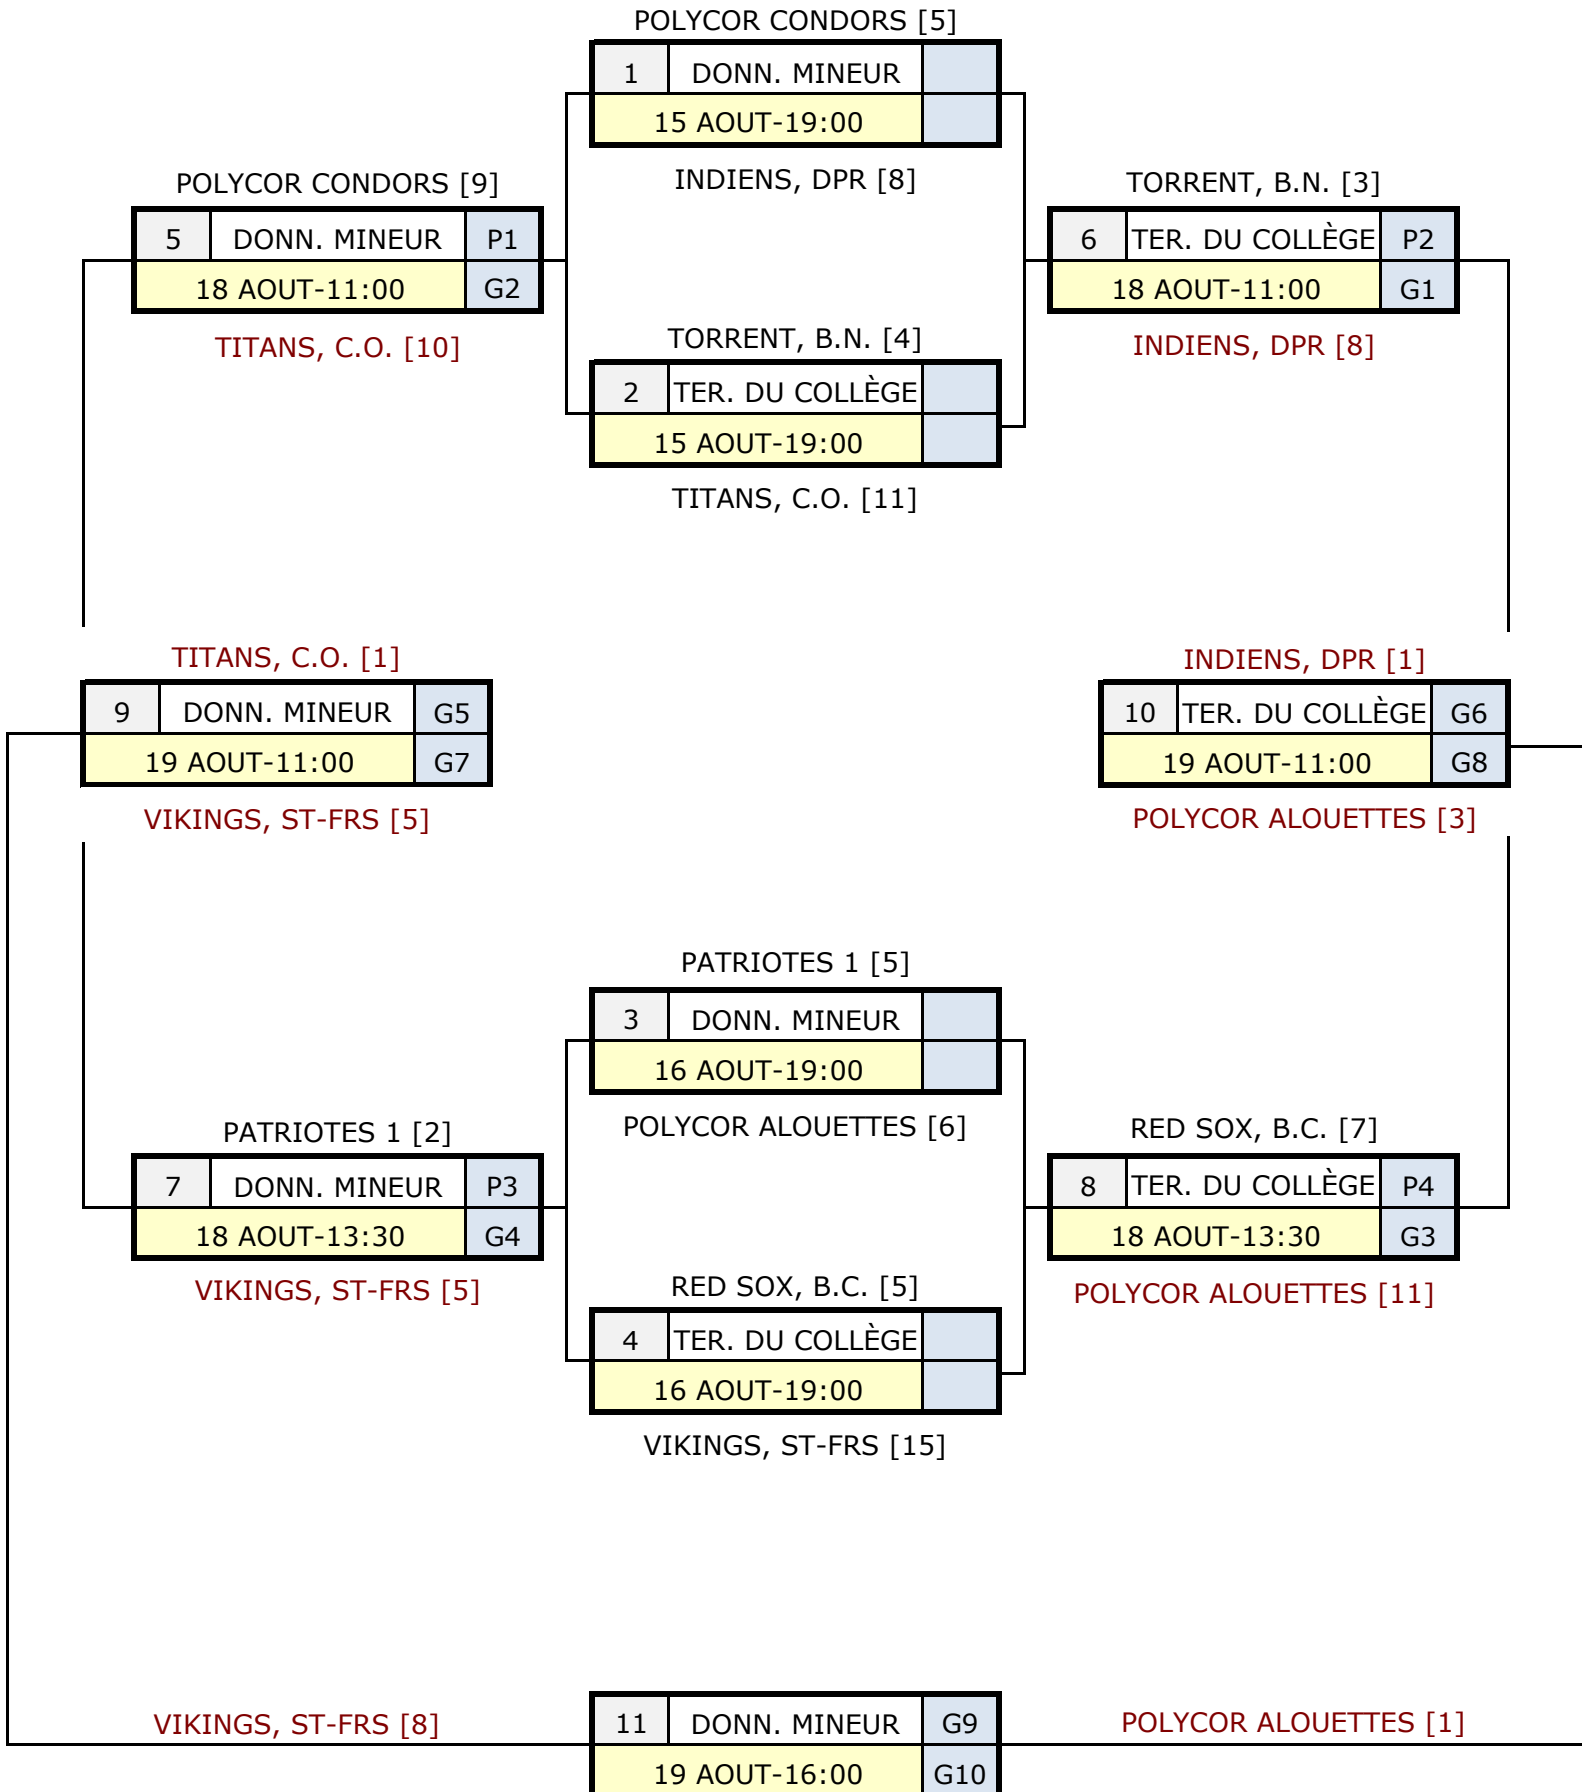 POLYCOR CONDORS [5]
1 DONN. MINEUR
15 AOUT-19:00
INDIENS, DPR [8]
POLYCOR CONDORS [9]
5 DONN. MINEUR P1
18 AOUT-11:00 G2
TITANS, C.O. [10]
TORRENT, B.N. [3]
6 TER. DU COLLÈGE P2
18 AOUT-11:00 G1
INDIENS, DPR [8]
TORRENT, B.N. [4]
2 TER. DU COLLÈGE
15 AOUT-19:00
TITANS, C.O. [11]
TITANS, C.O. [1]
9 DONN. MINEUR G5
19 AOUT-11:00 G7
VIKINGS, ST-FRS [5]
INDIENS, DPR [1]
10 TER. DU COLLÈGE G6
19 AOUT-11:00 G8
POLYCOR ALOUETTES [3]
PATRIOTES 1 [5]
3 DONN. MINEUR
16 AOUT-19:00
POLYCOR ALOUETTES [6]
PATRIOTES 1 [2]
7 DONN. MINEUR P3
18 AOUT-13:30 G4
VIKINGS, ST-FRS [5]
RED SOX, B.C. [7]
8 TER. DU COLLÈGE P4
18 AOUT-13:30 G3
POLYCOR ALOUETTES [11]
RED SOX, B.C. [5]
4 TER. DU COLLÈGE
16 AOUT-19:00
VIKINGS, ST-FRS [15]
VIKINGS, ST-FRS [8]
11 DONN. MINEUR G9
19 AOUT-16:00 G10
POLYCOR ALOUETTES [1]